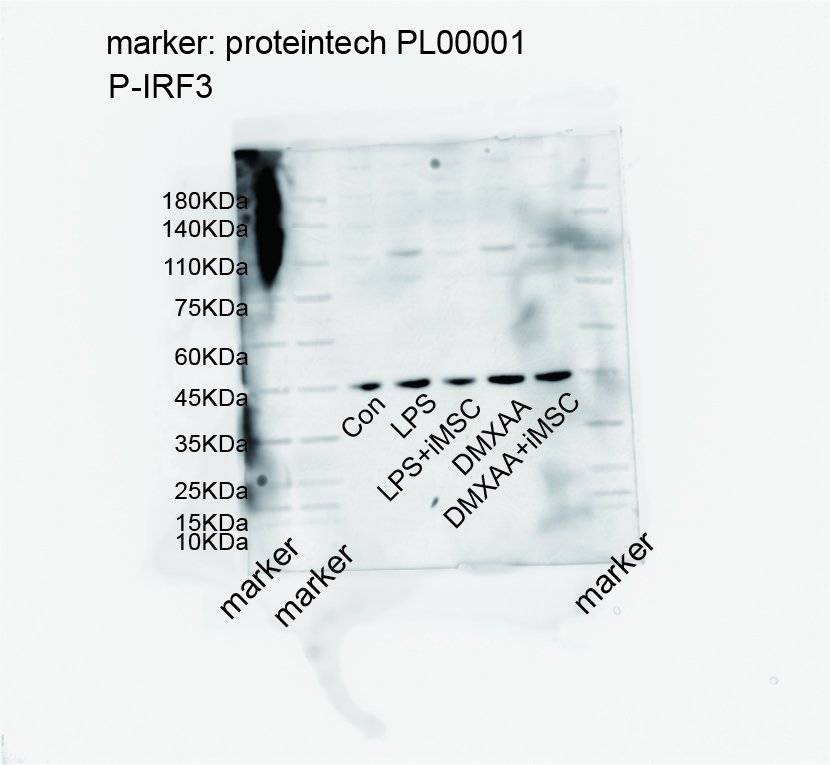 marker: proteintech PL00001
P-IRF3
180KDa
140KDa
110KDa
75KDa
60KDa
45KDa
35KDa
25KDa
15KDa
10KDa
Con
LPS
LPS+iMSC
DMXAA
DMXAA+iMSC
marker
marker
marker